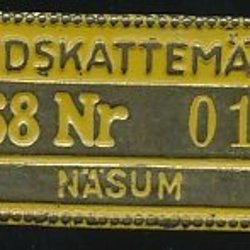 DSKATTEMÄ
68 Nr 01
NÄSUM